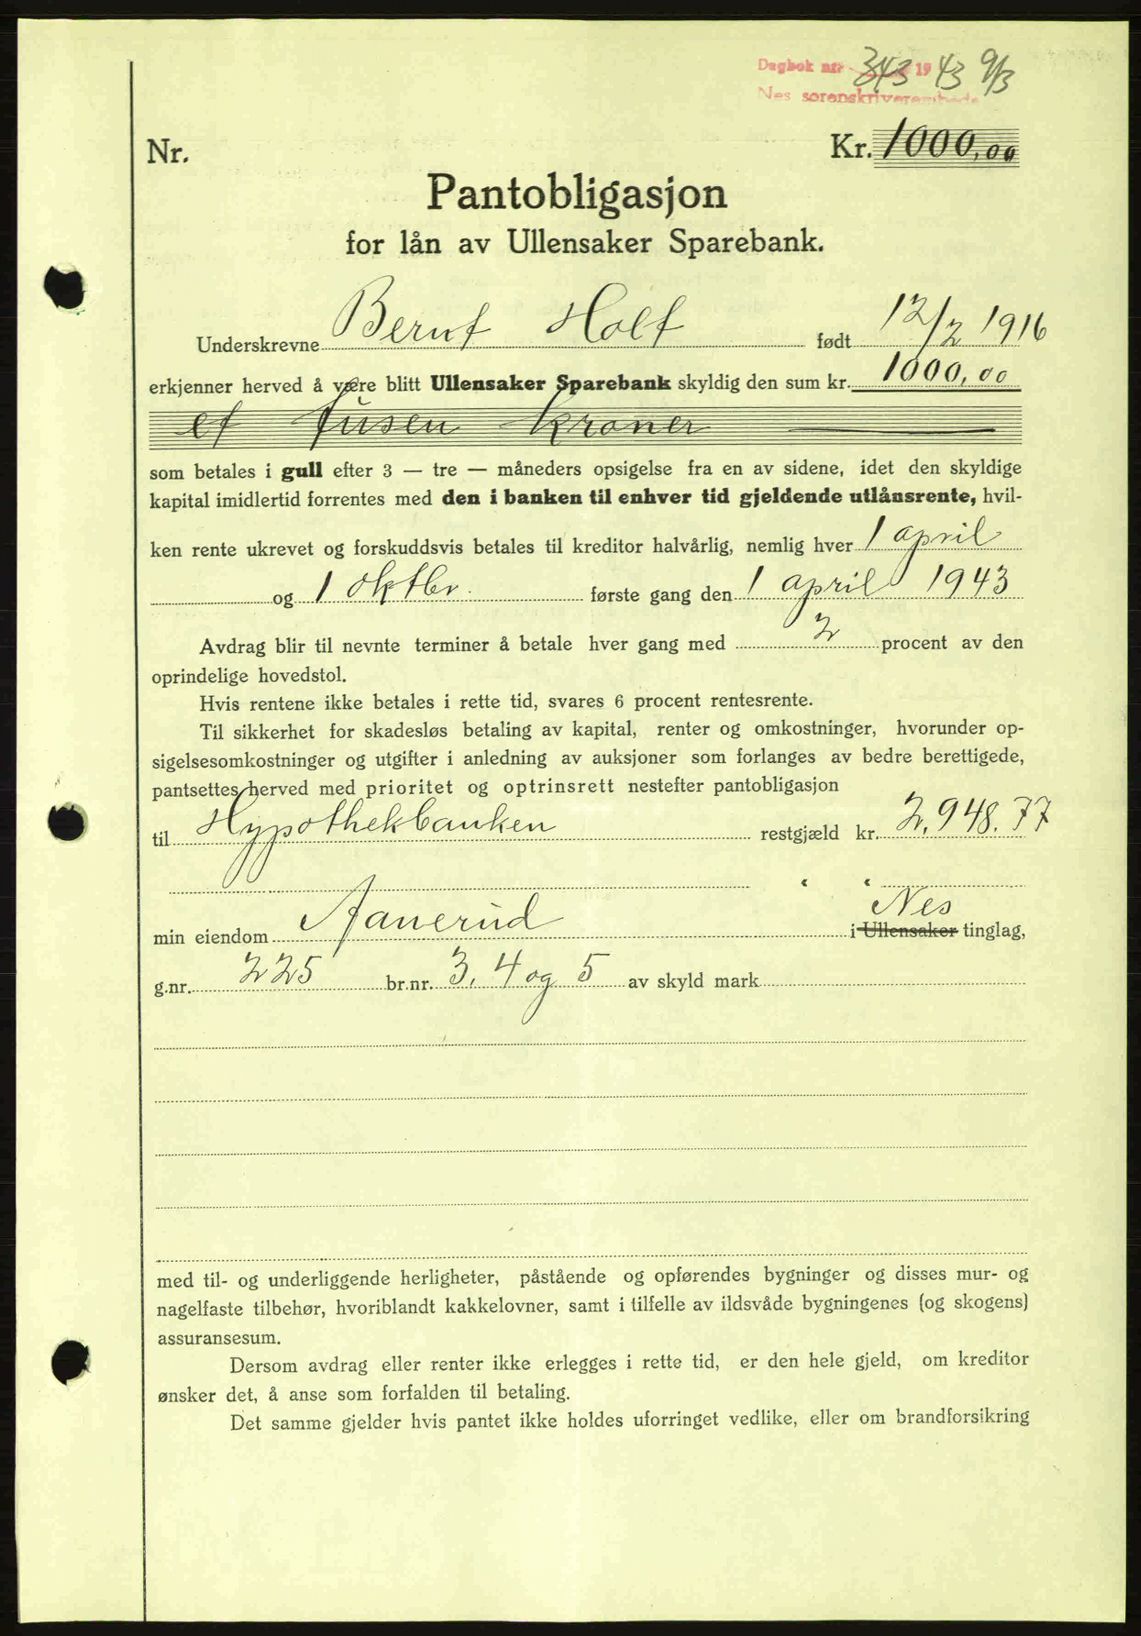 Dagbok nr. 343 1943 9/3
Nes sorenskriverembede
Nr.
Kr. 1000,00
Pantobligasjon
for lån av Ullensaker Sparebank.
Underskrevne Bernt Holt født 12/2 1916
erkjenner herved å være blitt Ullensaker Sparebank skyldig den sum kr. 1000,00
et tusen kroner
som betales i gull efter 3 — tre — måneders opsigelse fra en av sidene, idet den skyldige
kapital imidlertid forrentes med den i banken til enhver tid gjeldende utlånsrente, hvil-
ken rente ukrevet og forskuddsvis betales til kreditor halvårlig, nemlig hver 1 april
og 1 oktbr. første gang den 1 april 1943
Avdrag blir til nevnte terminer å betale hver gang med 2 procent av den
oprindelige hovedstol.
Hvis rentene ikke betales i rette tid, svares 6 procent rentesrente.
Til sikkerhet for skadesløs betaling av kapital, renter og omkostninger, hvorunder op-
sigelsesomkostninger og utgifter i anledning av auksjoner som forlanges av bedre berettigede,
pantsettes herved med prioritet og optrinsrett nestefter pantobligasjon
til Hypothekbanken restgjæld kr. 2,948.77
min eiendom Aanerud i Ullensaker Nes tinglag,
g.nr. 225 br.nr. 3, 4 og 5 av skyld mark
med til- og underliggende herligheter, påstående og opførendes bygninger og disses mur- og
nagelfaste tilbehør, hvoriblandt kakkelovner, samt i tilfelle av ildsvåde bygningenes (og skogens)
assuransesum.
Dersom avdrag eller renter ikke erlegges i rette tid, er den hele gjeld, om kreditor
ønsker det, å anse som forfalden til betaling.
Det samme gjelder hvis pantet ikke holdes uforringet vedlike, eller om brandforsikring